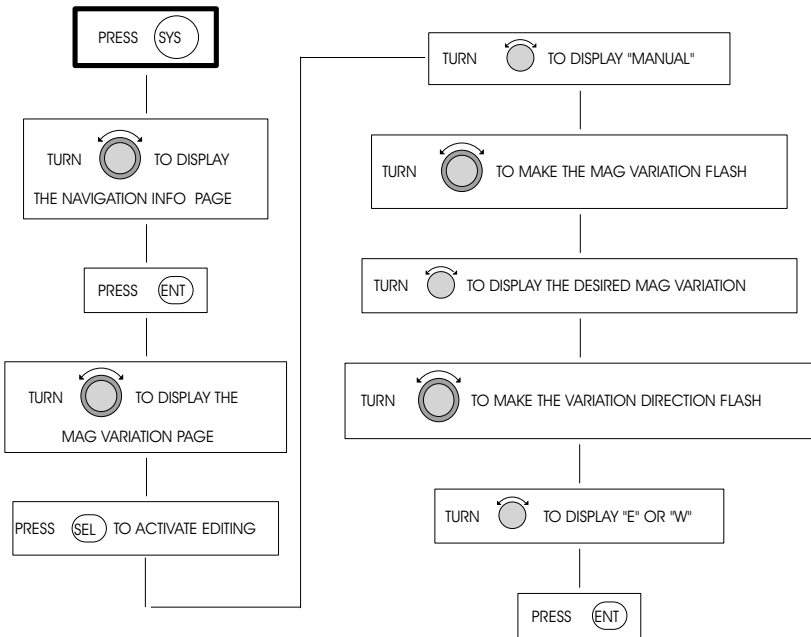 PRESS SYS
TURN TO DISPLAY
THE NAVIGATION INFO PAGE
PRESS ENT
TURN TO DISPLAY THE
MAG VARIATION PAGE
PRESS SEL TO ACTIVATE EDITING
TURN TO DISPLAY "MANUAL"
TURN TO MAKE THE MAG VARIATION FLASH
TURN TO DISPLAY THE DESIRED MAG VARIATION
TURN TO MAKE THE VARIATION DIRECTION FLASH
TURN TO DISPLAY "E" OR "W"
PRESS ENT